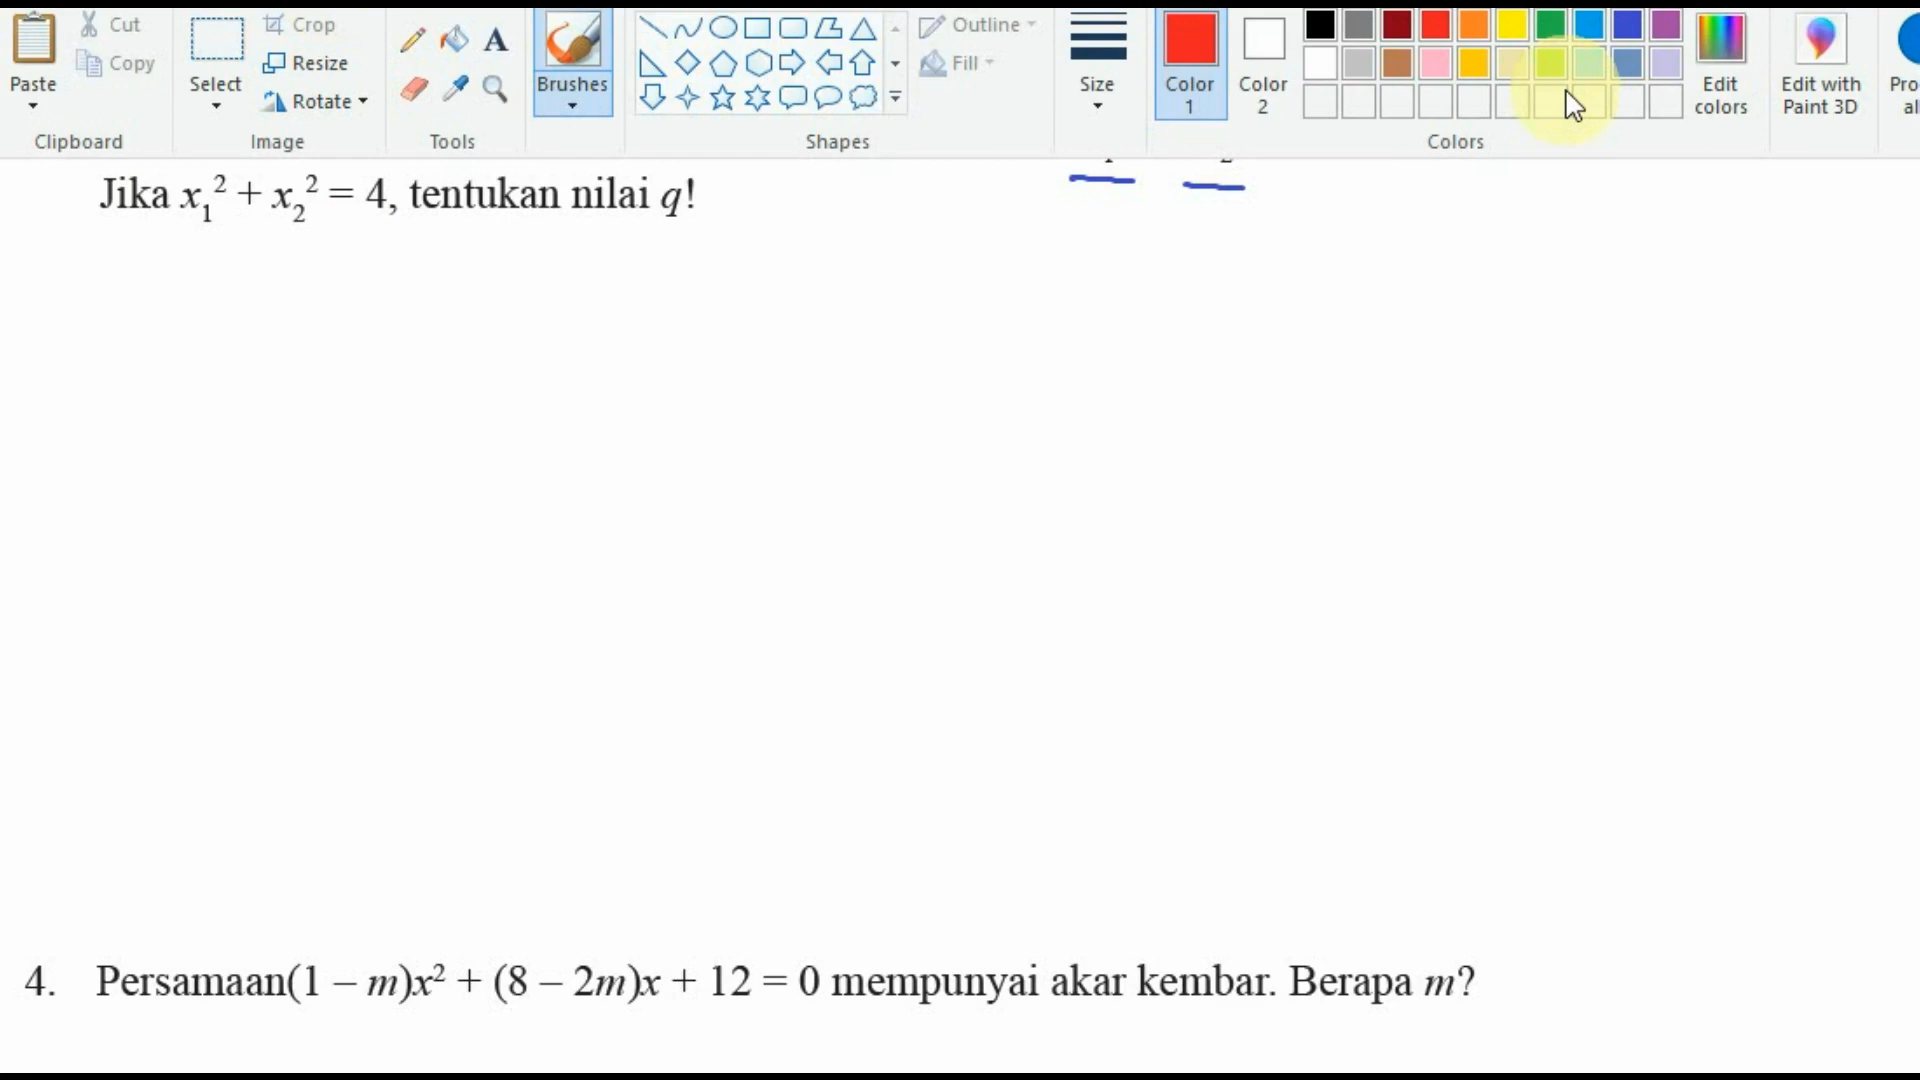 Cut
Copy
Paste
Clipboard
Crop
Resize
Rotate
Select
Image
A
Tools
Brushes
Shapes
Outline
Fill
Size
Color 1
Color 2
Colors
Edit colors
Edit with Paint 3D
Jika x₁² + x₂² = 4, tentukan nilai q!
4. Persamaan(1 – m)x² + (8 – 2m)x + 12 = 0 mempunyai akar kembar. Berapa m?